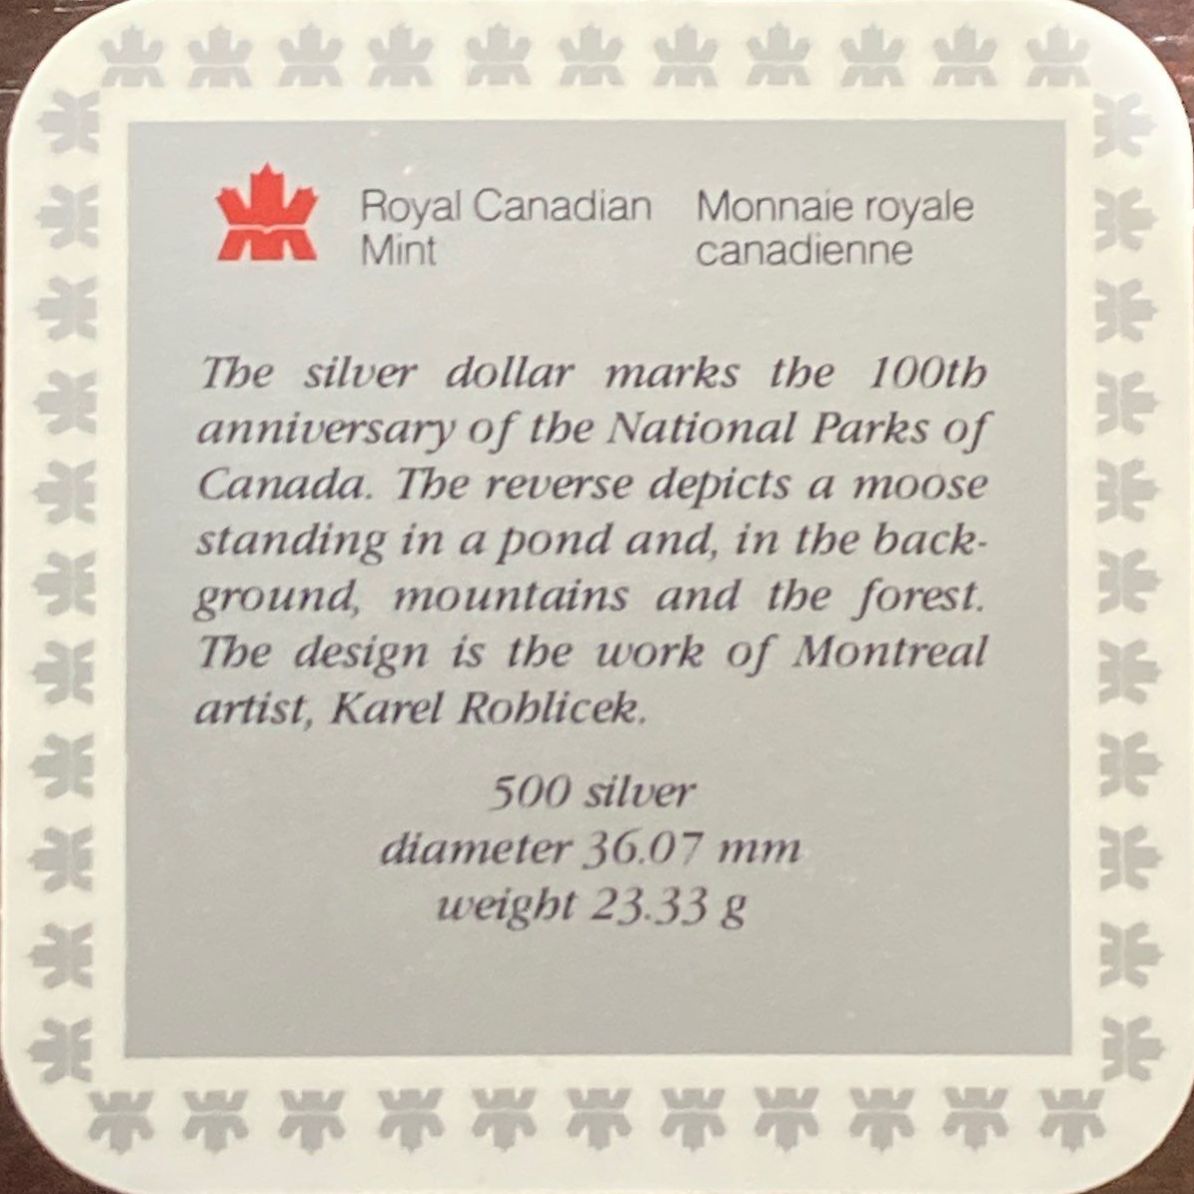 Royal Canadian
Mint
Monnaie royale
canadienne
The silver dollar marks the 100th
anniversary of the National Parks of
Canada. The reverse depicts a moose
standing in a pond and, in the back-
ground, mountains and the forest.
The design is the work of Montreal
artist, Karel Rohlicek.
500 silver
diameter 36.07 mm
weight 23.33 g